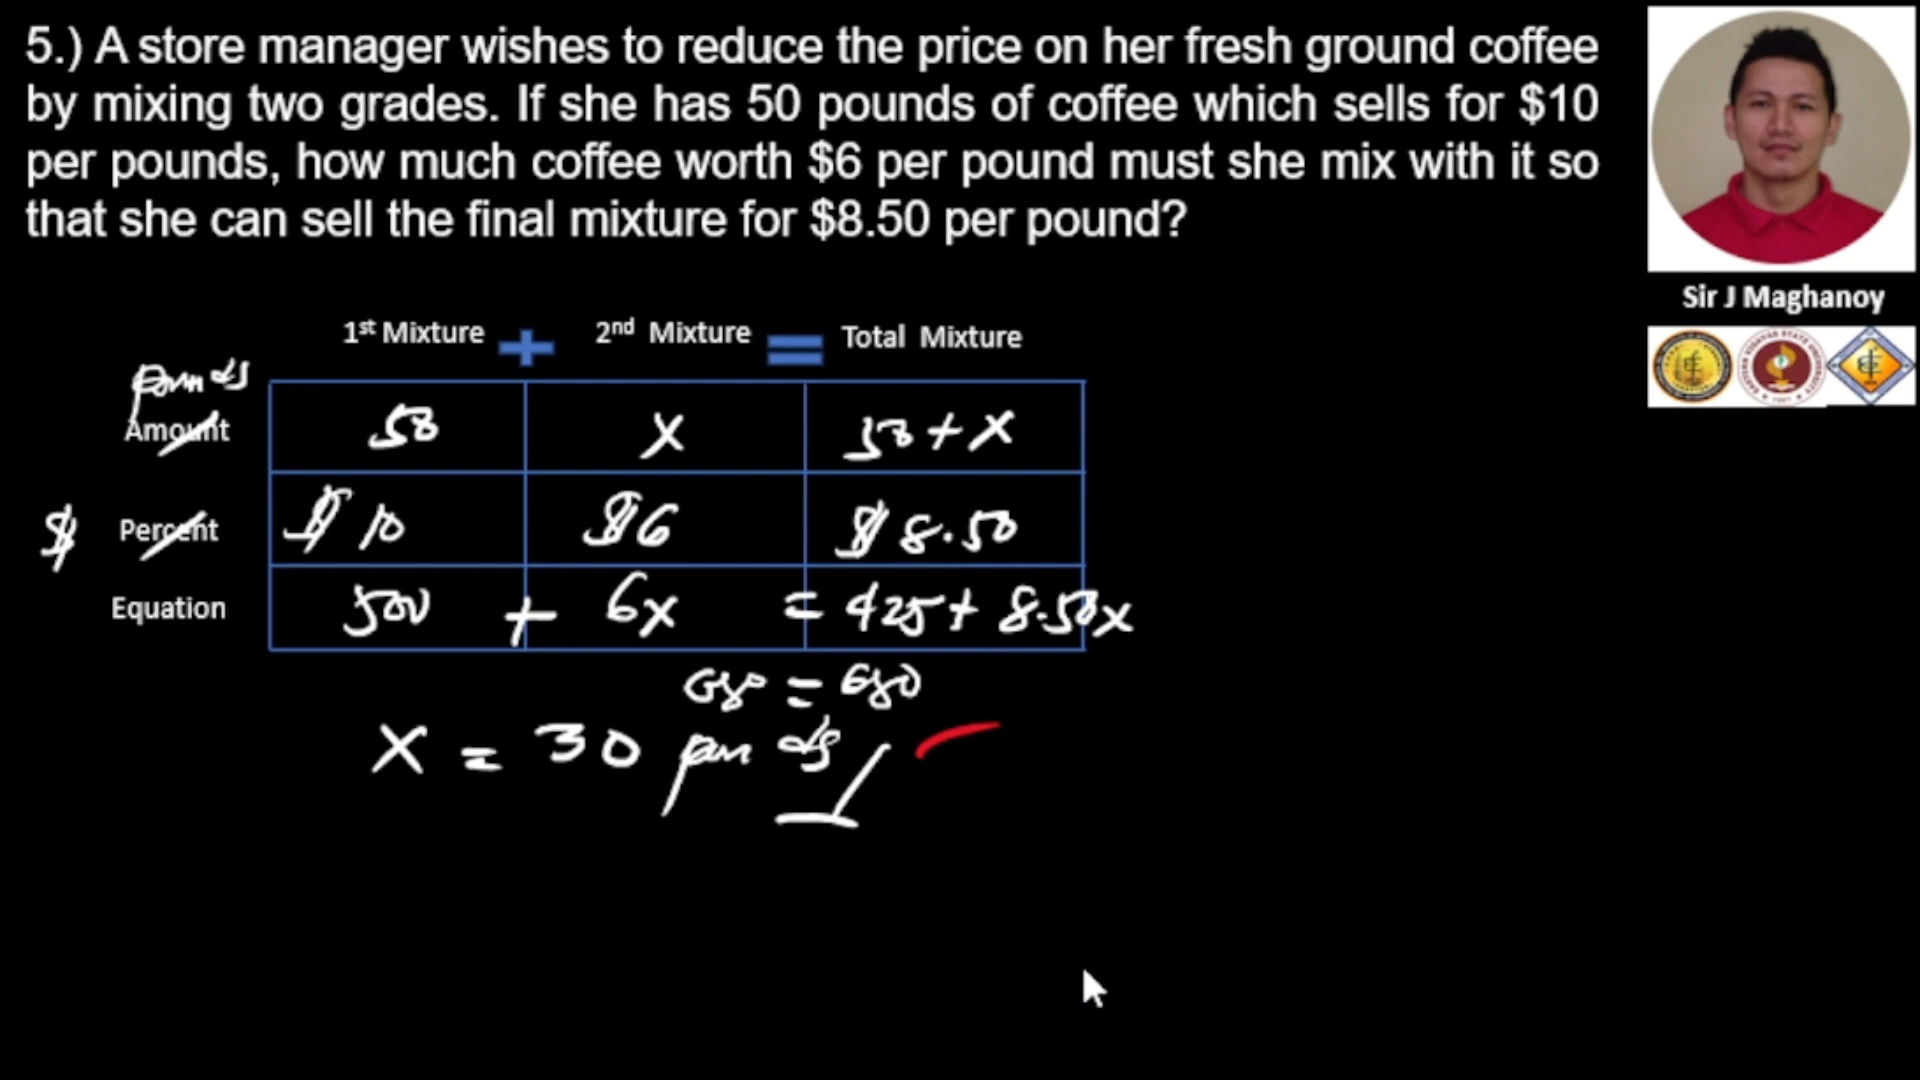 5.) A store manager wishes to reduce the price on her fresh ground coffee
by mixing two grades. If she has 50 pounds of coffee which sells for $10
per pounds, how much coffee worth $6 per pound must she mix with it so
that she can sell the final mixture for $8.50 per pound?
Sir J Maghanoy
1st Mixture + 2nd Mixture = Total Mixture
pounds
Amount 50 x 50 + x
$ Percent $10 $6 $8.50
Equation 500 + 6x = 425 + 8.50x
680 = 680
x = 30 pounds